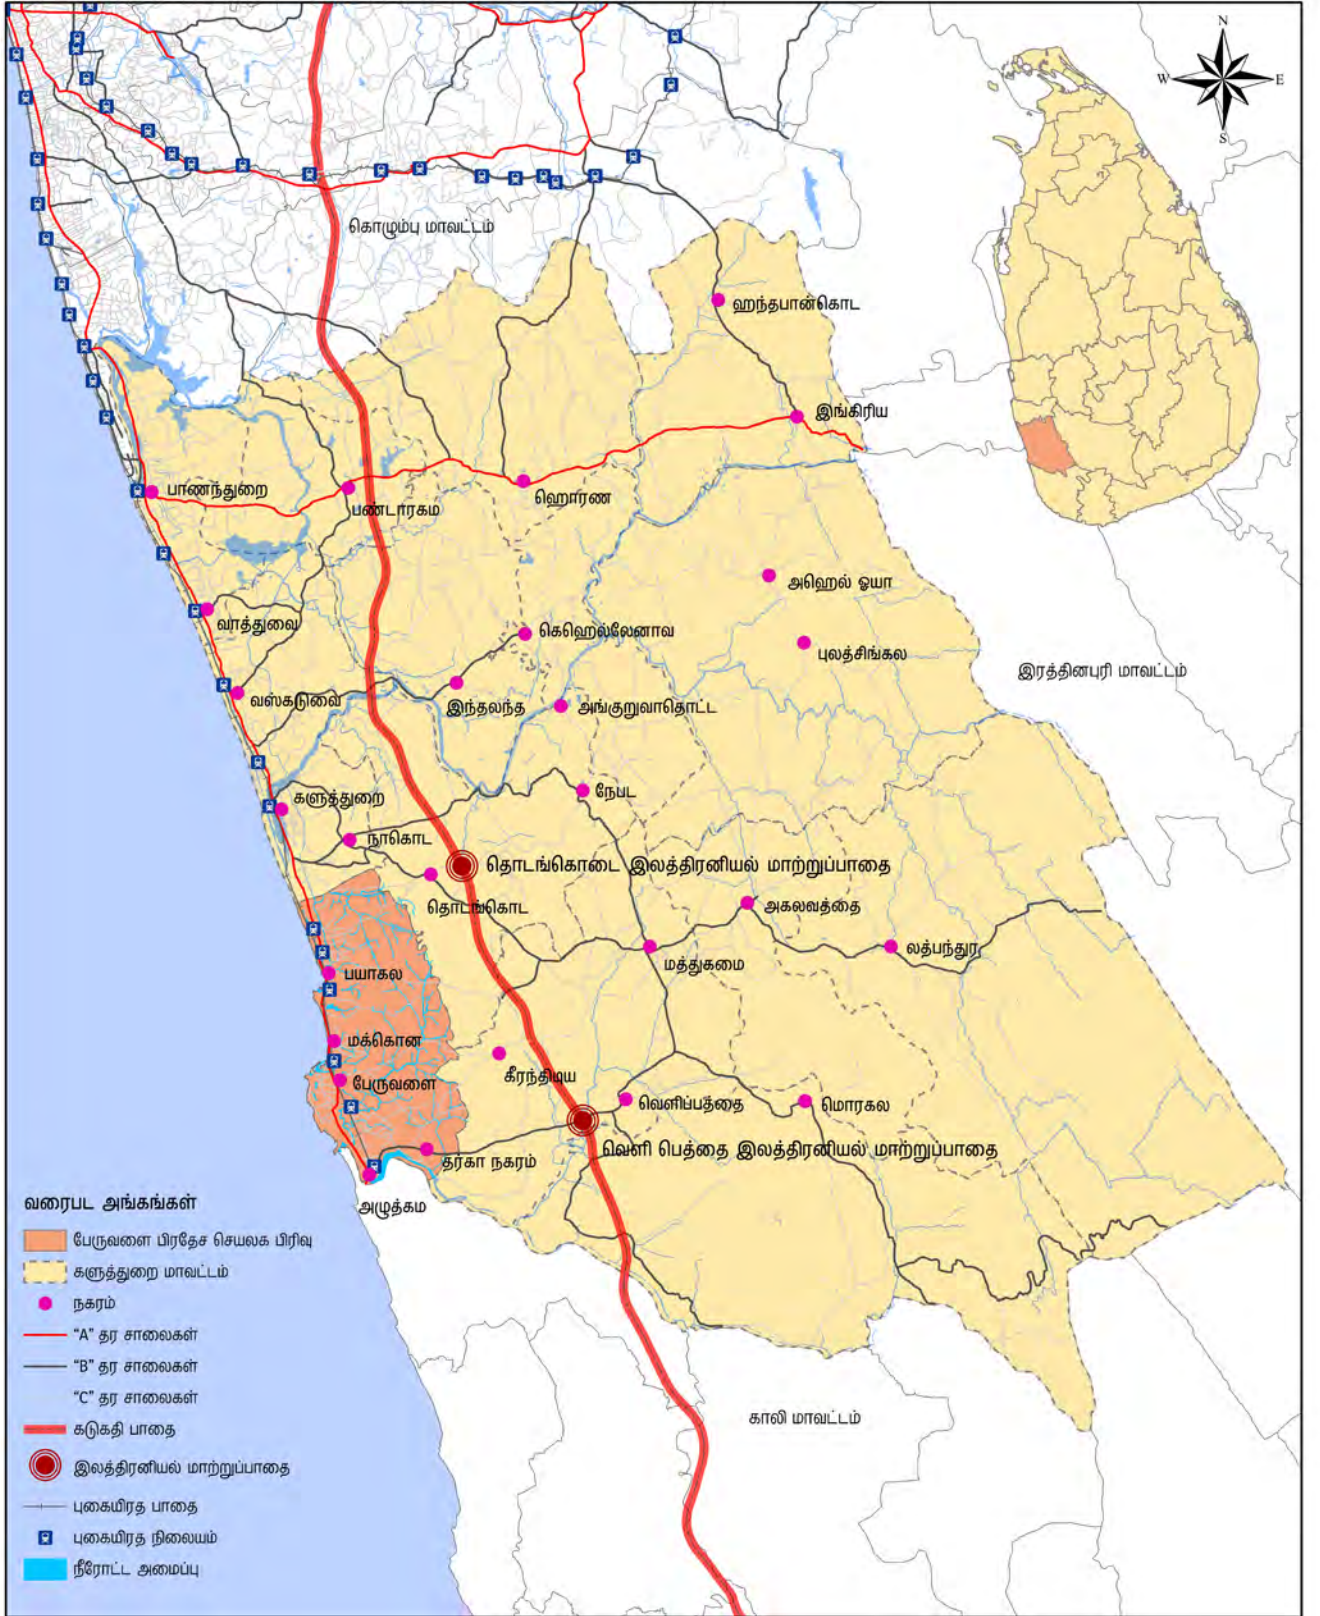 N
W
E
S
கொழும்பு மாவட்டம்
ஹந்தபான்கொட
இங்கிரிய
பாணந்துறை
பண்டாரகம
ஹொரண
அஹெல் ஓயா
வாத்துவை
கெஹெல்லேனாவ
புலத்சிங்கல
இரத்தினபுரி மாவட்டம்
வஸ்கடுவை
இந்தலந்த
அங்குறுவாதொட்ட
களுத்துறை
நேபட
நாகொட
தொடங்கொடை இலத்திரனியல் மாற்றுப்பாதை
தொடங்கொட
அகலவத்தை
மத்துகமை
லத்பந்துர
பயாகல
மக்கொன
பேருவளை
கீரந்திடிய
வெளிப்பத்தை
மொரகல
வெளி பெத்தை இலத்திரனியல் மாற்றுப்பாதை
தர்கா நகரம்
அழுத்கம
காலி மாவட்டம்
வரைபட அங்கங்கள்
பேருவளை பிரதேச செயலக பிரிவு
களுத்துறை மாவட்டம்
நகரம்
"A" தர சாலைகள்
"B" தர சாலைகள்
"C" தர சாலைகள்
கடுகதி பாதை
இலத்திரனியல் மாற்றுப்பாதை
புகையிரத பாதை
புகையிரத நிலையம்
நீரோட்ட அமைப்பு